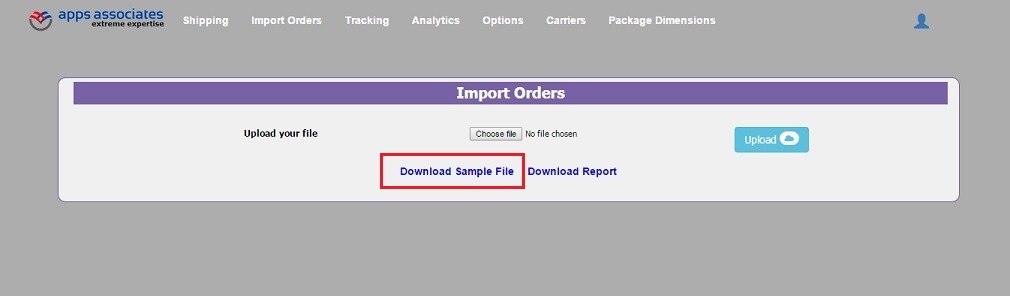 apps associates
extreme expertise
Shipping Import Orders Tracking Analytics Options Carriers Package Dimensions
Import Orders
Upload your file Choose file No file chosen Upload
Download Sample File Download Report